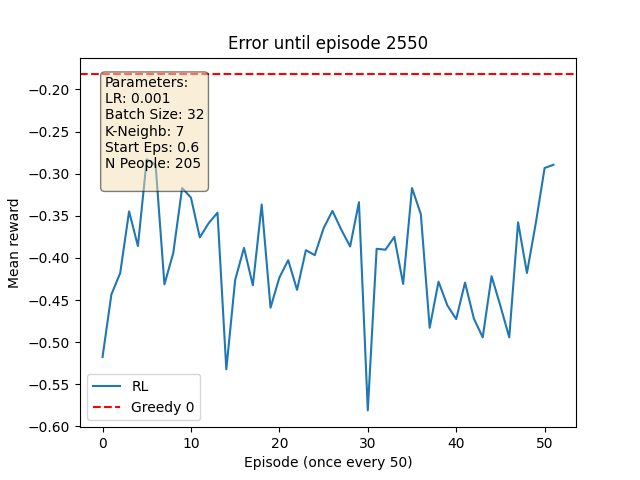 Error until episode 2550
Parameters:
LR: 0.001
Batch Size: 32
K-Neighb: 7
Start Eps: 0.6
N People: 205
Mean reward
−0.20
−0.25
−0.30
−0.35
−0.40
−0.45
−0.50
−0.55
−0.60
RL
Greedy 0
0 10 20 30 40 50
Episode (once every 50)